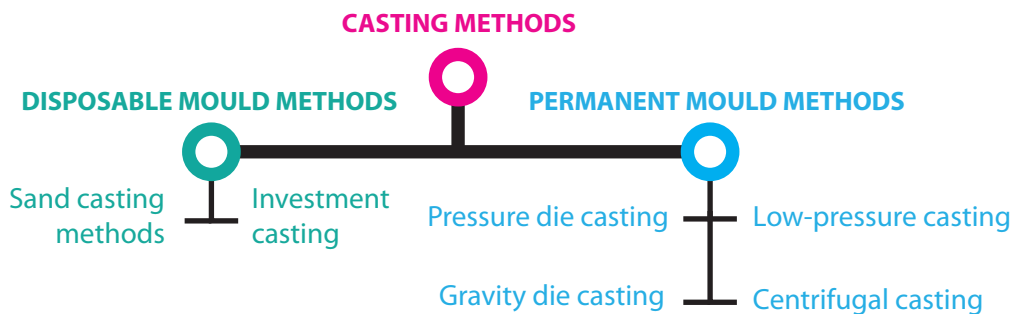 CASTING METHODS
DISPOSABLE MOULD METHODS
PERMANENT MOULD METHODS
Sand casting
methods
Investment
casting
Pressure die casting
Low-pressure casting
Gravity die casting
Centrifugal casting